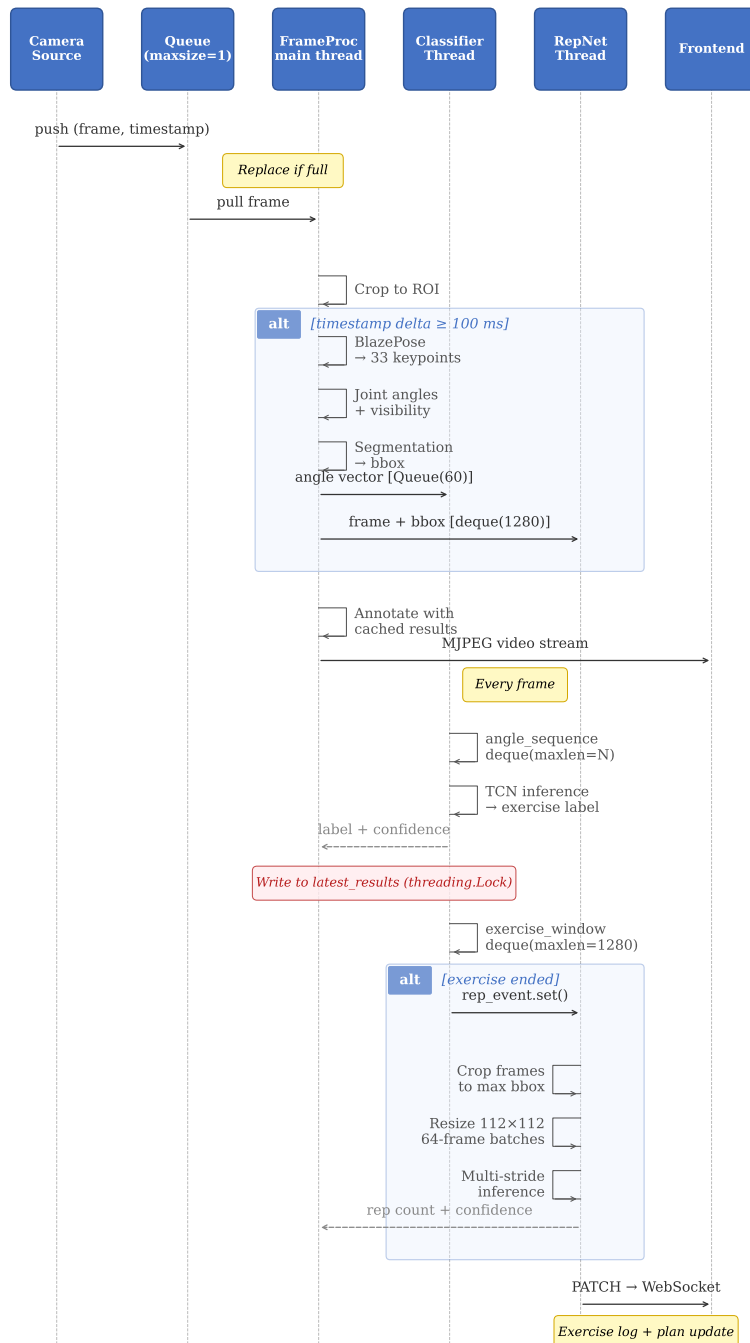 Camera
Source
Queue
(maxsize=1)
FrameProc
main thread
Classifier
Thread
RepNet
Thread
Frontend
push (frame, timestamp)
Replace if full
pull frame
Crop to ROI
alt [timestamp delta ≥ 100 ms]
BlazePose
→ 33 keypoints
Joint angles
+ visibility
Segmentation
→ bbox
angle vector [Queue(60)]
frame + bbox [deque(1280)]
Annotate with
cached results
MJPEG video stream
Every frame
angle_sequence
deque(maxlen=N)
TCN inference
→ exercise label
label + confidence
Write to latest_results (threading.Lock)
exercise_window
deque(maxlen=1280)
alt [exercise ended]
rep_event.set()
Crop frames
to max bbox
Resize 112×112
64-frame batches
Multi-stride
inference
rep count + confidence
PATCH → WebSocket
Exercise log + plan update